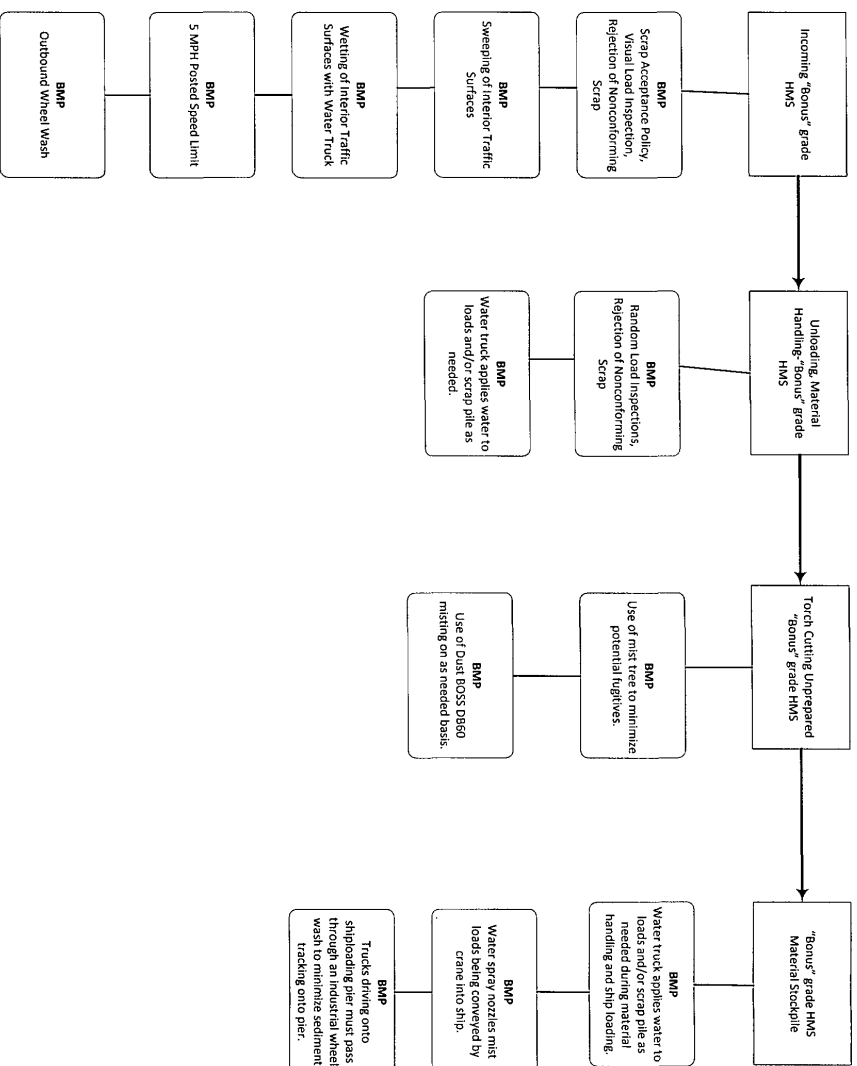 Incoming "Bonus" grade
HMS
BMP
Scrap Acceptance Policy,
Visual Load Inspection,
Rejection of Nonconforming
Scrap
BMP
Sweeping of Interior Traffic
Surfaces
BMP
Wetting of Interior Traffic
Surfaces with Water Truck
BMP
5 MPH Posted Speed Limit
BMP
Outbound Wheel Wash
Unloading, Material
Handling-"Bonus" grade
HMS
BMP
Random Load Inspections,
Rejection of Nonconforming
Scrap
BMP
Water truck applies water to
loads and/or scrap pile as
needed.
Torch Cutting Unprepared
"Bonus" grade HMS
BMP
Use of mist tree to minimize
potential fugitives.
BMP
Use of Dust BOSS DB60
misting on as needed basis.
"Bonus" grade HMS
Material Stockpile
BMP
Water truck applies water to
loads and/or scrap pile as
needed during material
handling and ship loading.
BMP
Water spray nozzles mist
loads being conveyed by
crane into ship.
BMP
Trucks driving onto
shiploading pier must pass
through an industrial wheel
wash to minimize sediment
tracking onto pier.